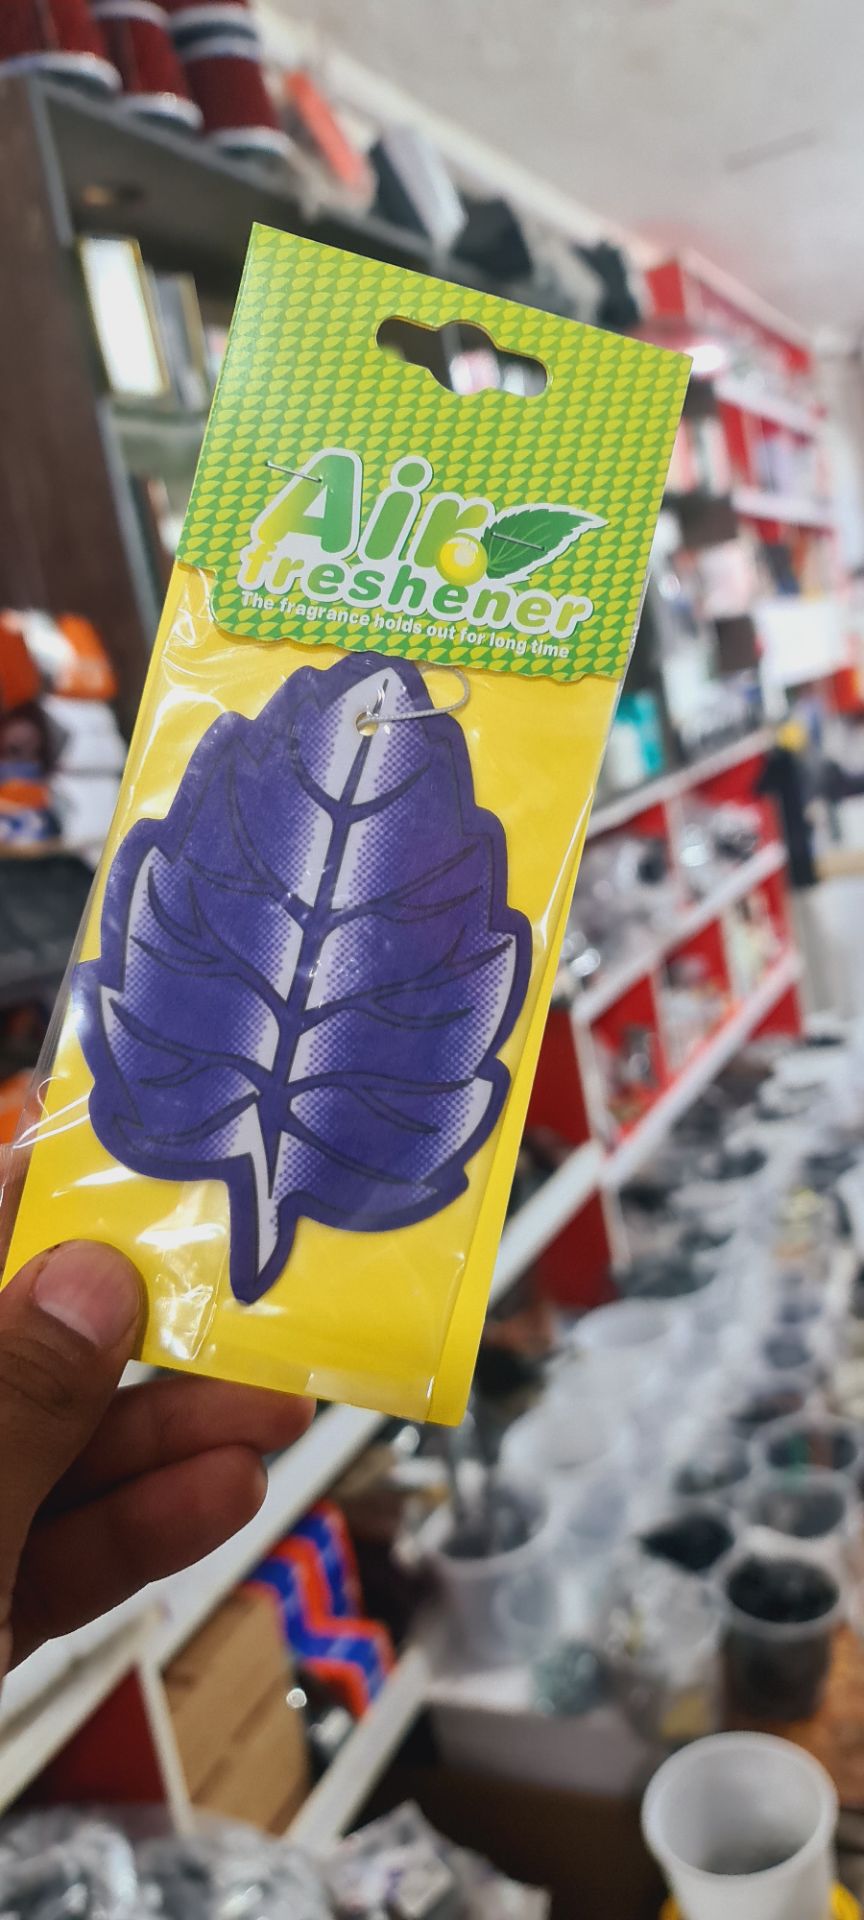 Air
freshener
The fragrance holds out for long time